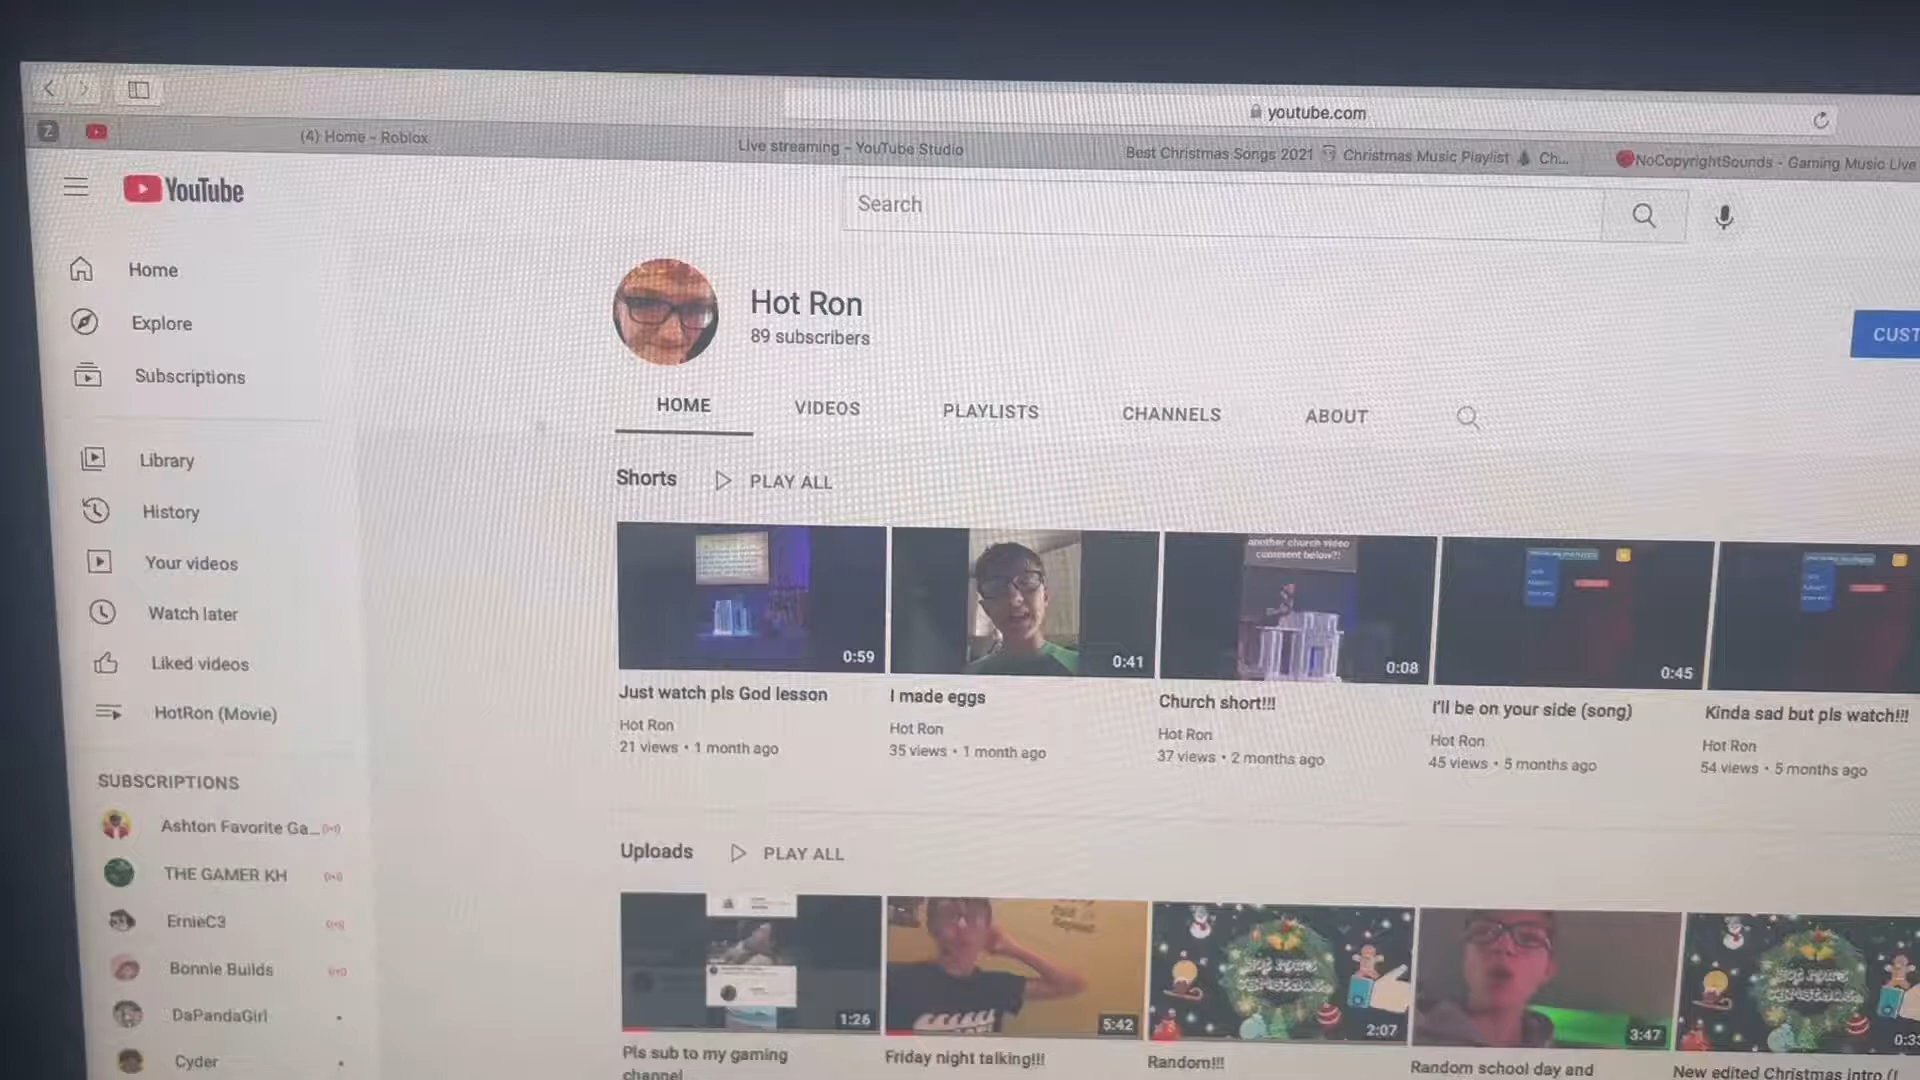 youtube.com
Z
(4) Home - Roblox
Live streaming - YouTube Studio
Best Christmas Songs 2021 Christmas Music Playlist Ch...
NoCopyrightSounds - Gaming Music Live
YouTube
Search
Home
Explore
Subscriptions
Library
History
Your videos
Watch later
Liked videos
HotRon (Movie)
SUBSCRIPTIONS
Ashton Favorite Ga...
THE GAMER KH
ErnieC3
Bonnie Builds
DaPandaGirl
Cyder
Hot Ron
89 subscribers
CUST
HOME
VIDEOS
PLAYLISTS
CHANNELS
ABOUT
Shorts
PLAY ALL
0:59
Just watch pls God lesson
Hot Ron
21 views • 1 month ago
0:41
I made eggs
Hot Ron
35 views • 1 month ago
another church video
comment below?!
0:08
Church short!!!
Hot Ron
37 views • 2 months ago
0:45
I'll be on your side (song)
Hot Ron
45 views • 5 months ago
Kinda sad but pls watch!!!
Hot Ron
54 views • 5 months ago
Uploads
PLAY ALL
1:26
Pls sub to my gaming
channel
5:42
Friday night talking!!!
2:07
Random!!!
3:47
Random school day and
0:33
New edited Christmas intro (I